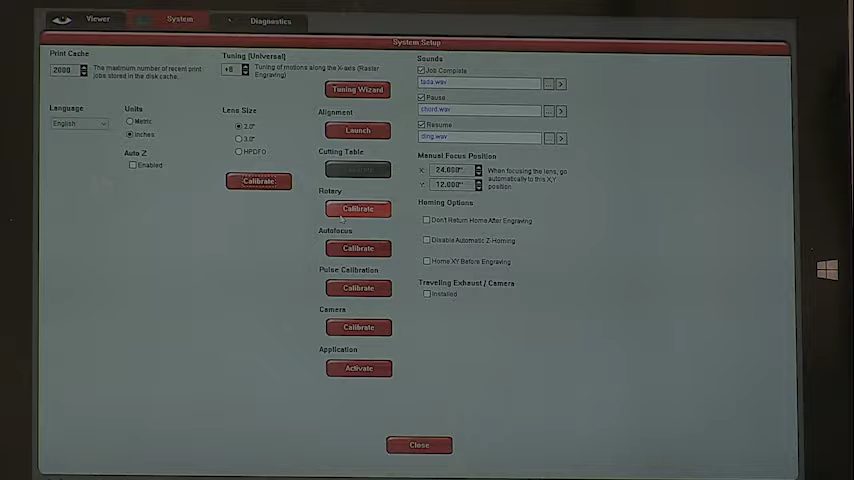 Viewer
System
Diagnostics
System Setup
Print Cache
2000
The maximum number of recent print
jobs stored in the disk cache.
Language
English
Units
Metric
Inches
Auto Z
Enabled
Tuning [Universal]
+8
Tuning of motions along the X-axis (Raster
Engraving)
Tuning Wizard
Lens Size
2.0"
3.0"
HPDFO
Calibrate
Alignment
Launch
Cutting Table
Rotary
Calibrate
Autofocus
Calibrate
Pulse Calibration
Calibrate
Camera
Calibrate
Application
Activate
Sounds
Job Complete
tada.wav
...
>
Pause
chord.wav
...
>
Resume
ding.wav
...
>
Manual Focus Position
X: 24.000"
Y: 12.000"
When focusing the lens, go
automatically to this X,Y
position.
Homing Options
Don't Return Home After Engraving
Disable Automatic Z-Homing
Home XY Before Engraving
Traveling Exhaust / Camera
Installed
Close